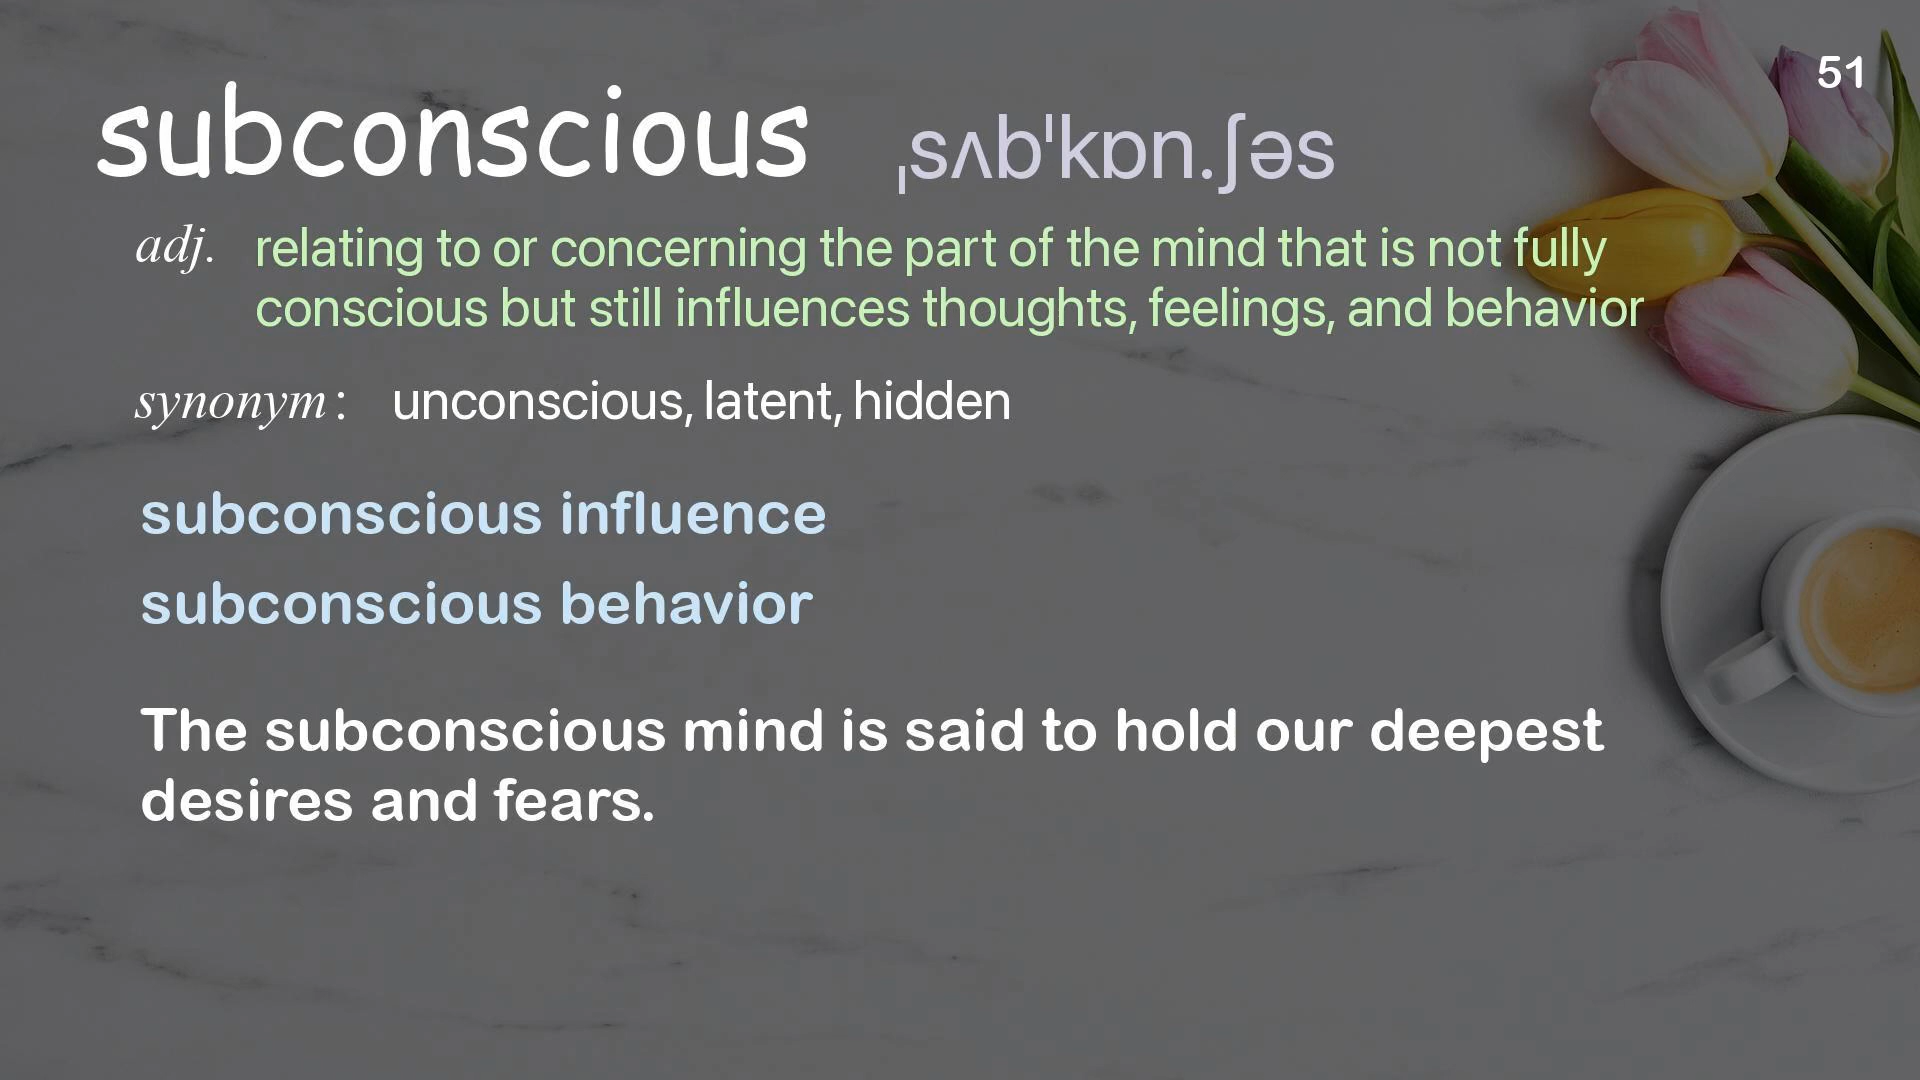 51
subconscious ˌsʌbˈkɒn.ʃəs
adj. relating to or concerning the part of the mind that is not fully
conscious but still influences thoughts, feelings, and behavior
synonym: unconscious, latent, hidden
subconscious influence
subconscious behavior
The subconscious mind is said to hold our deepest
desires and fears.